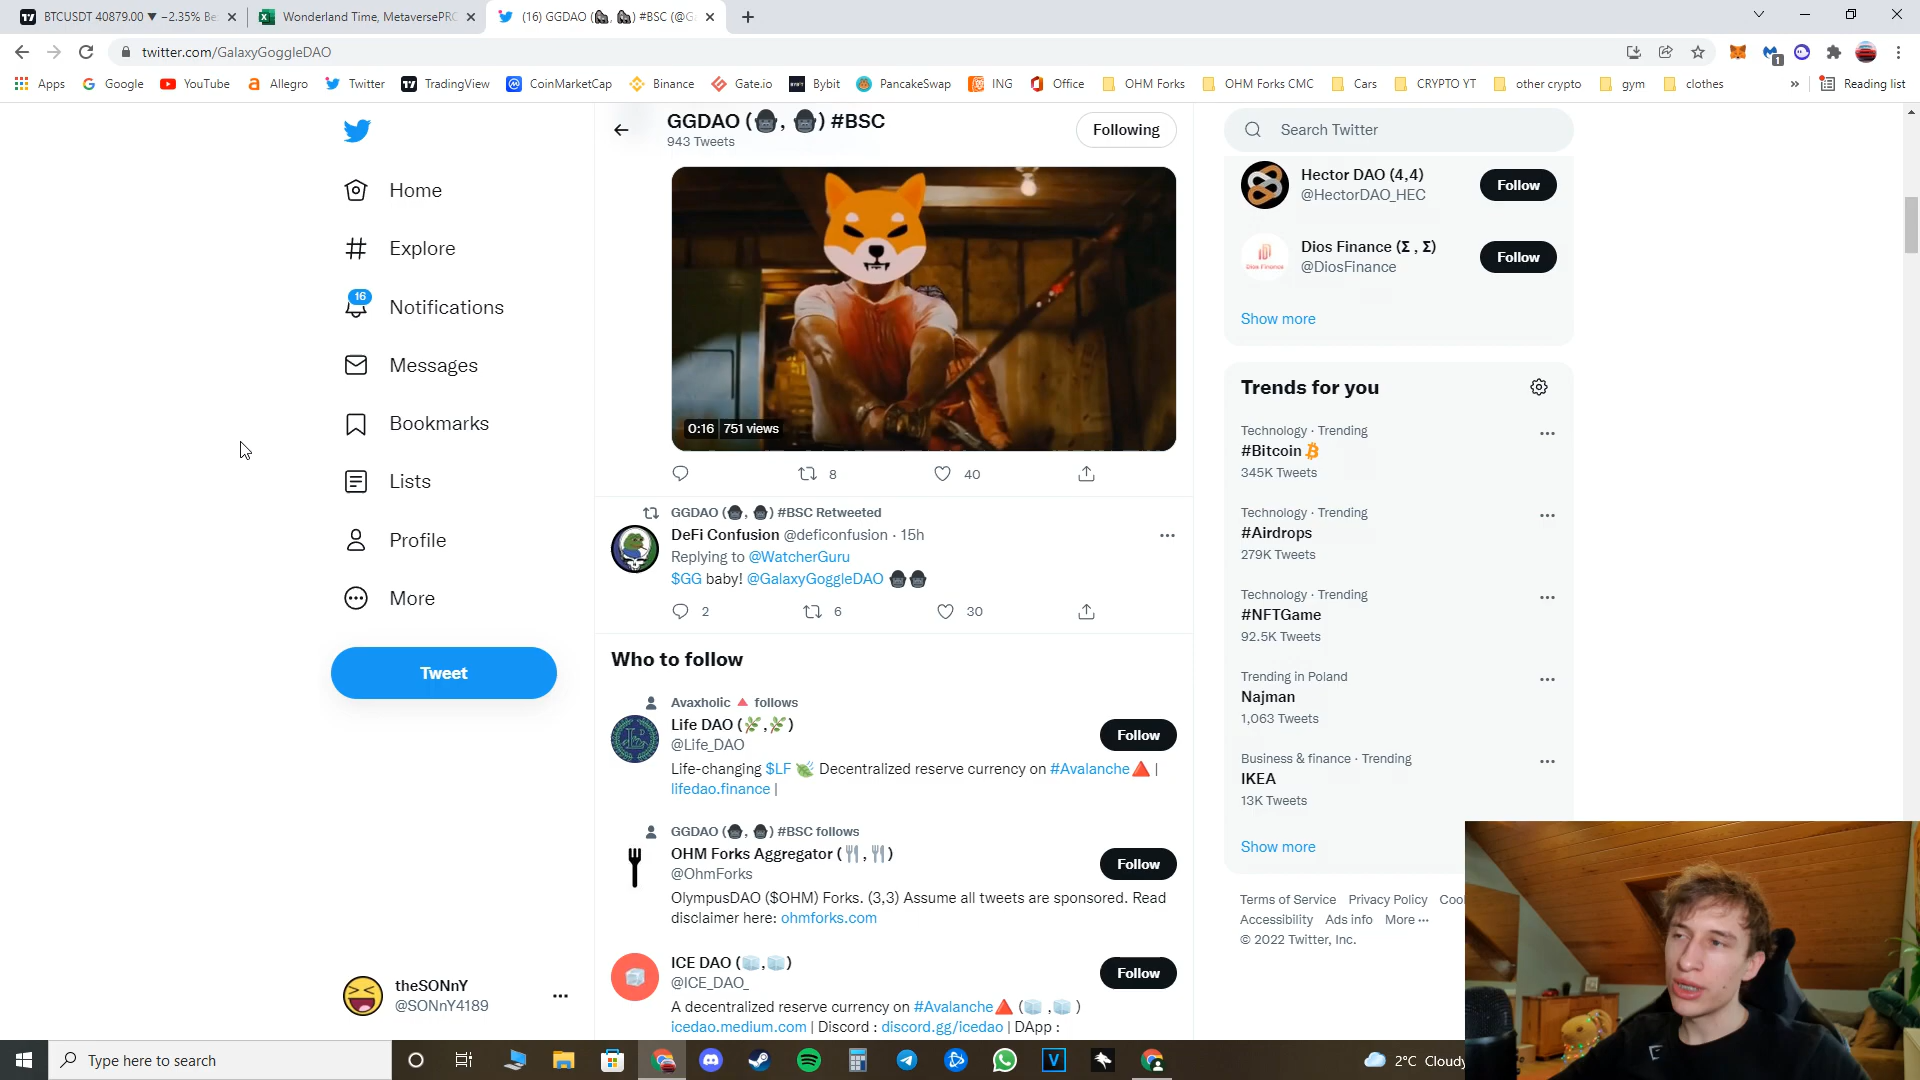 BTCUSDT 40879.00 ▼ −2.35% Be
Wonderland Time, MetaversePRO
(16) GGDAO (🦍, 🦍) #BSC (@Ga
twitter.com/GalaxyGoggleDAO
1
Apps
Google
YouTube
Allegro
Twitter
TradingView
CoinMarketCap
Binance
Gate.io
Bybit
PancakeSwap
ING
Office
OHM Forks
OHM Forks CMC
Cars
CRYPTO YT
other crypto
gym
clothes
»
Reading list
Home
Explore
16
Notifications
Messages
Bookmarks
Lists
Profile
More
Tweet
theSONnY
@SONnY4189
GGDAO (🦍, 🦍) #BSC
943 Tweets
Following
0:16 751 views
8
40
GGDAO (🦍, 🦍) #BSC Retweeted
DeFi Confusion @deficonfusion · 15h
Replying to @WatcherGuru
$GG baby! @GalaxyGoggleDAO 🦍🦍
2
6
30
Who to follow
Avaxholic 🔺 follows
Life DAO (🌿,🌿)
@Life_DAO
Follow
Life-changing $LF 🍃 Decentralized reserve currency on #Avalanche🔺 |
lifedao.finance |
GGDAO (🦍, 🦍) #BSC follows
OHM Forks Aggregator (🍴,🍴)
@OhmForks
Follow
OlympusDAO ($OHM) Forks. (3,3) Assume all tweets are sponsored. Read
disclaimer here: ohmforks.com
ICE DAO (🧊,🧊)
@ICE_DAO_
Follow
A decentralized reserve currency on #Avalanche🔺 (🧊 ,🧊 )
icedao.medium.com | Discord : discord.gg/icedao | DApp :
Search Twitter
Hector DAO (4,4)
@HectorDAO_HEC
Follow
Dios Finance (Σ , Σ)
@DiosFinance
Follow
Dios Finance
Show more
Trends for you
Technology · Trending
#Bitcoin
345K Tweets
Technology · Trending
#Airdrops
279K Tweets
Technology · Trending
#NFTGame
92.5K Tweets
Trending in Poland
Najman
1,063 Tweets
Business & finance · Trending
IKEA
13K Tweets
Show more
Terms of Service Privacy Policy Coo
Accessibility Ads info More ···
© 2022 Twitter, Inc.
Type here to search
2°C Cloudy